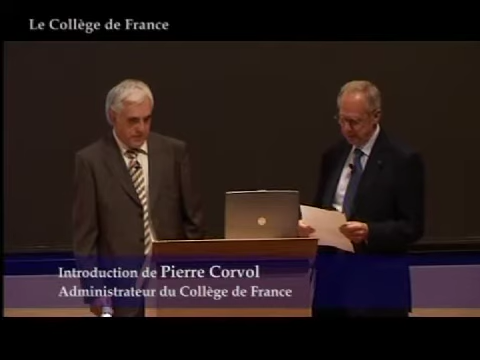 Le Collège de France
Introduction de Pierre Corvol
Administrateur du Collège de France